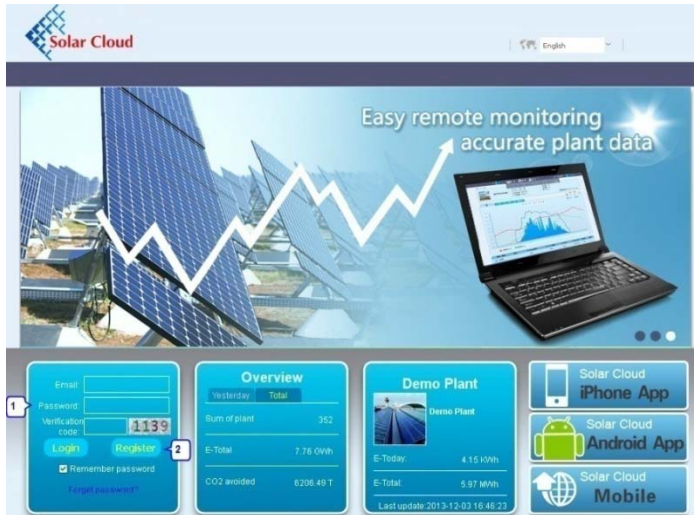 Solar Cloud
English
Easy remote monitoring
accurate plant data
1
Email:
Password:
Verification
code:
1139
Login
Register
2
Remember password
Forget password?
Overview
Yesterday
Total
Sum of plant
352
E-Total
7.76 GWh
CO2 avoided
6206.49 T
Demo Plant
Demo Plant
E-Today:
4.15 KWh
E-Total:
5.97 MWh
Last update:2013-12-03 16:46:23
Solar Cloud
iPhone App
Solar Cloud
Android App
Solar Cloud
Mobile